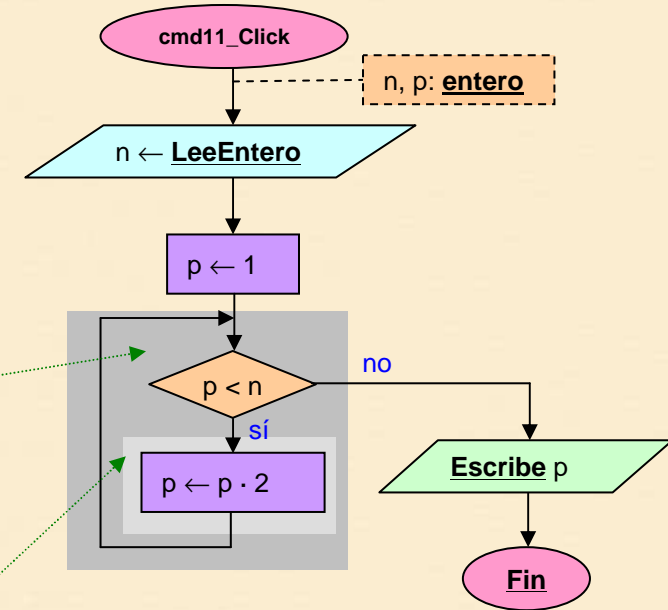 cmd11_Click
n, p: entero
n ← LeeEntero
p ← 1
p < n
no
sí
p ← p · 2
Escribe p
Fin